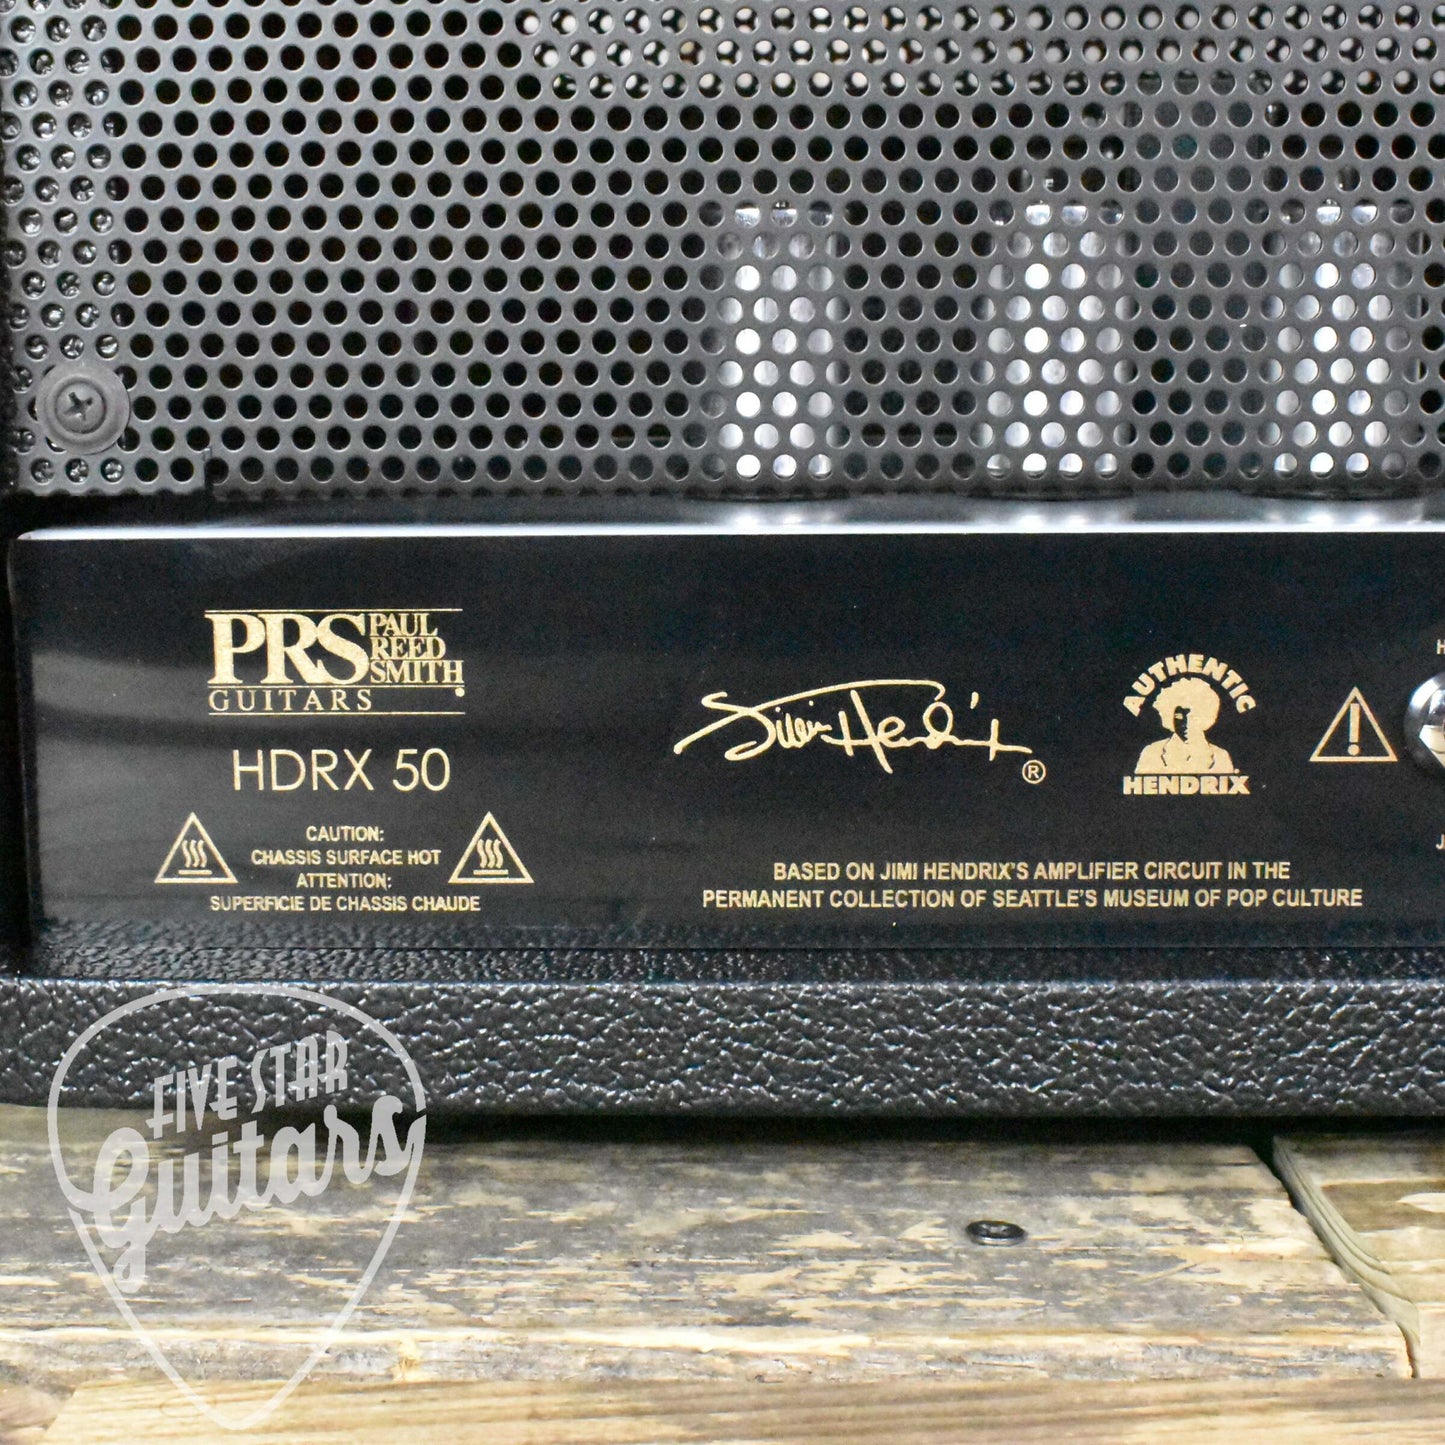 PRS PAUL
REED
SMITH
GUITARS
HDRX 50
CAUTION:
CHASSIS SURFACE HOT
ATTENTION:
SUPERFICIE DE CHASSIS CHAUDE
Jimi Hendrix ®
AUTHENTIC
HENDRIX
BASED ON JIMI HENDRIX'S AMPLIFIER CIRCUIT IN THE
PERMANENT COLLECTION OF SEATTLE'S MUSEUM OF POP CULTURE
H
J
FIVE STAR
Guitars